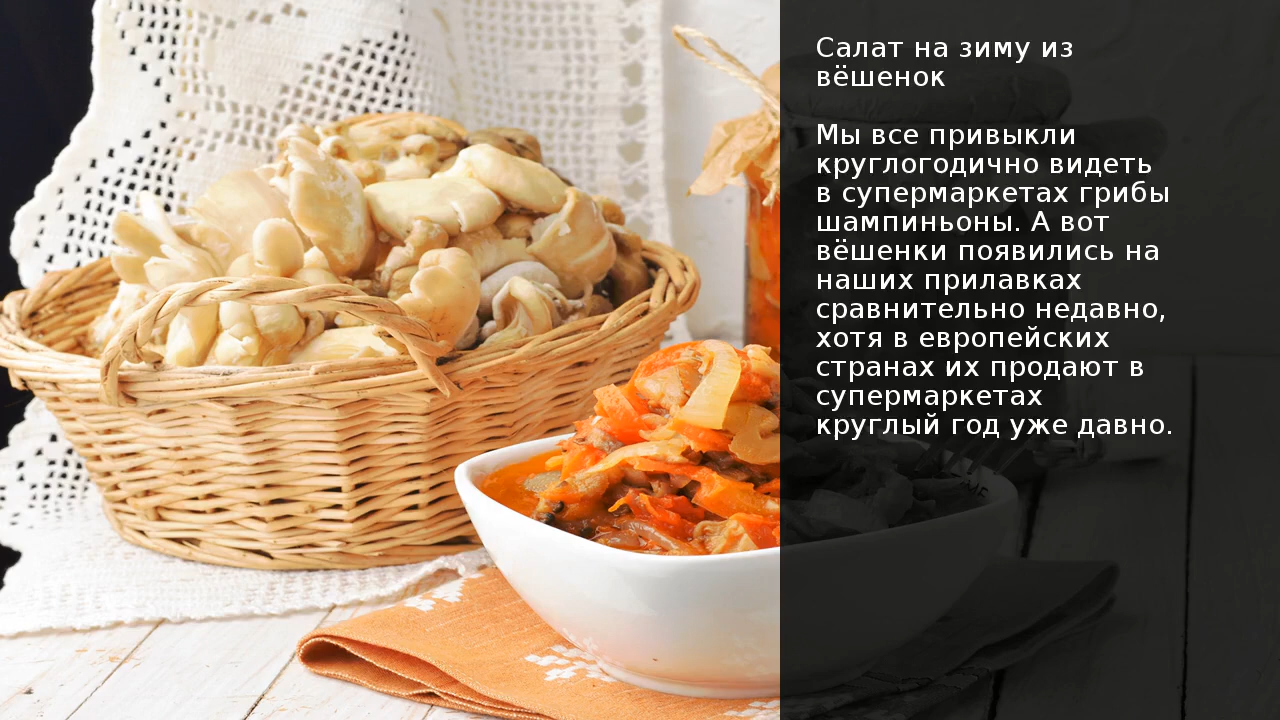 Салат на зиму из
вёшенок
Мы все привыкли
круглогодично видеть
в супермаркетах грибы
шампиньоны. А вот
вёшенки появились на
наших прилавках
сравнительно недавно,
хотя в европейских
странах их продают в
супермаркетах
круглый год уже давно.